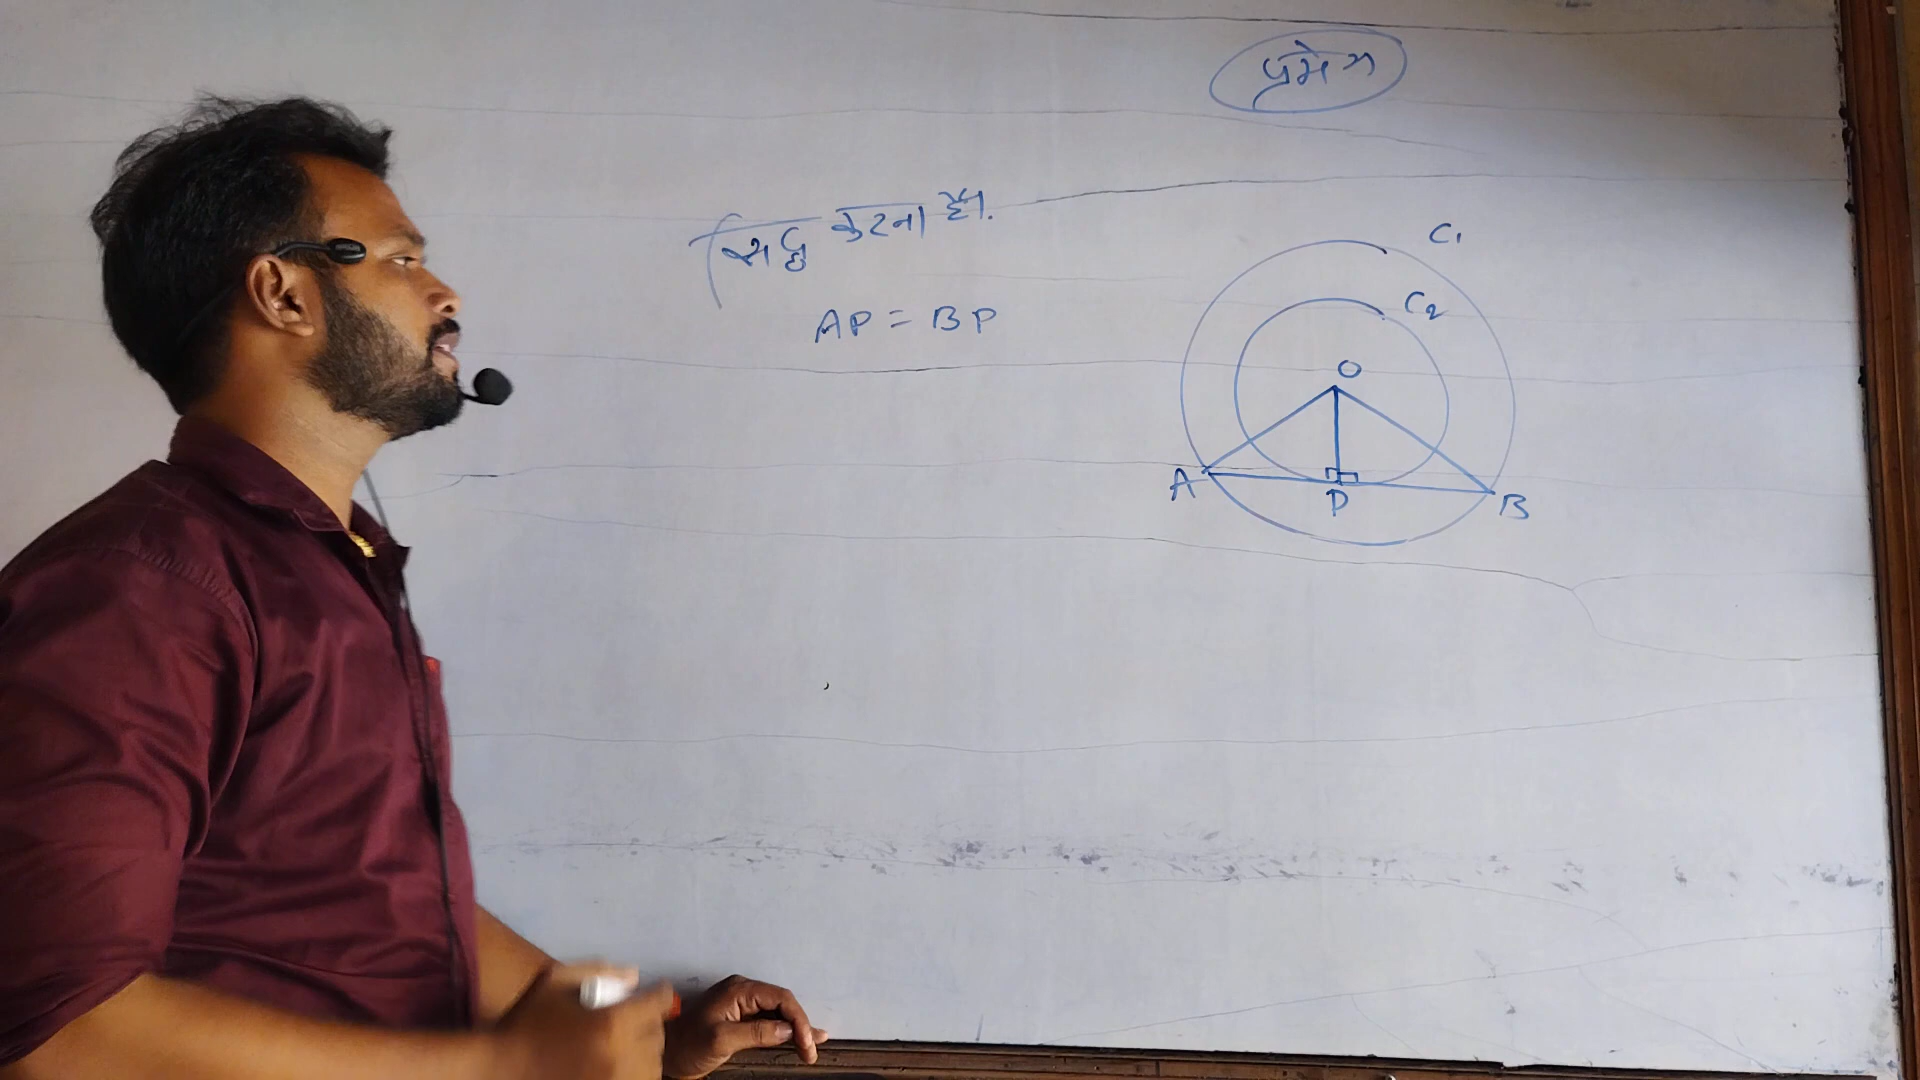 प्रमेय
सिद्ध करना है।
AP = BP
C₁
C₂
O
A
P
B